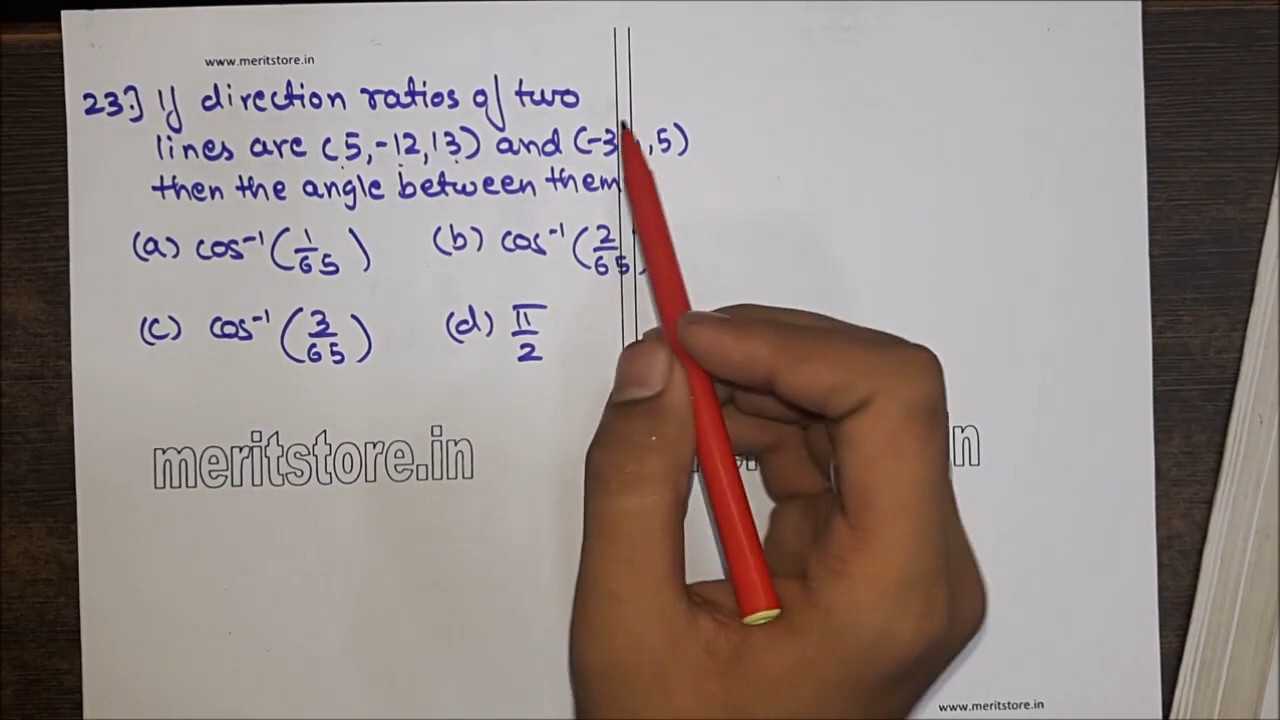 www.meritstore.in
23:] If direction ratios of two
lines are (5,-12,13) and (-3 ,5)
then the angle between them
(a) cos⁻¹(1/65) (b) cos⁻¹(2/65)
(c) cos⁻¹(3/65) (d) π/2
meritstore.in
in
www.meritstore.in